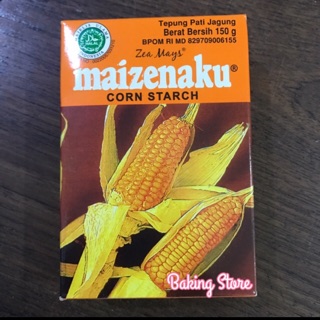 Tepung Pati Jagung
Berat Bersih 150 g
BPOM RI MD 829709006155
Zea Mays®
maizenaku®
CORN STARCH
Baking Store